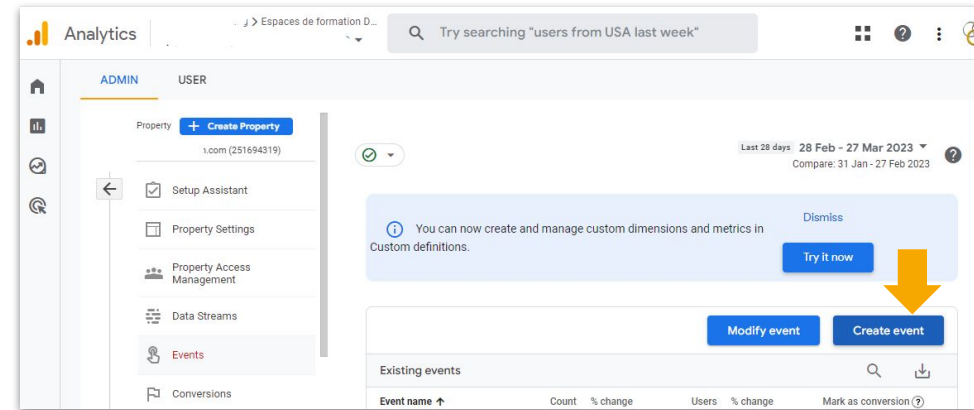 Analytics
Espaces de formation D...
Try searching "users from USA last week"
ADMIN
USER
Property
+ Create Property
.com (251694319)
Setup Assistant
Property Settings
Property Access
Management
Data Streams
Events
Conversions
Last 28 days 28 Feb - 27 Mar 2023
Compare: 31 Jan - 27 Feb 2023
You can now create and manage custom dimensions and metrics in
Custom definitions.
Dismiss
Try it now
Modify event
Create event
Existing events
Event name ↑ Count % change Users % change Mark as conversion